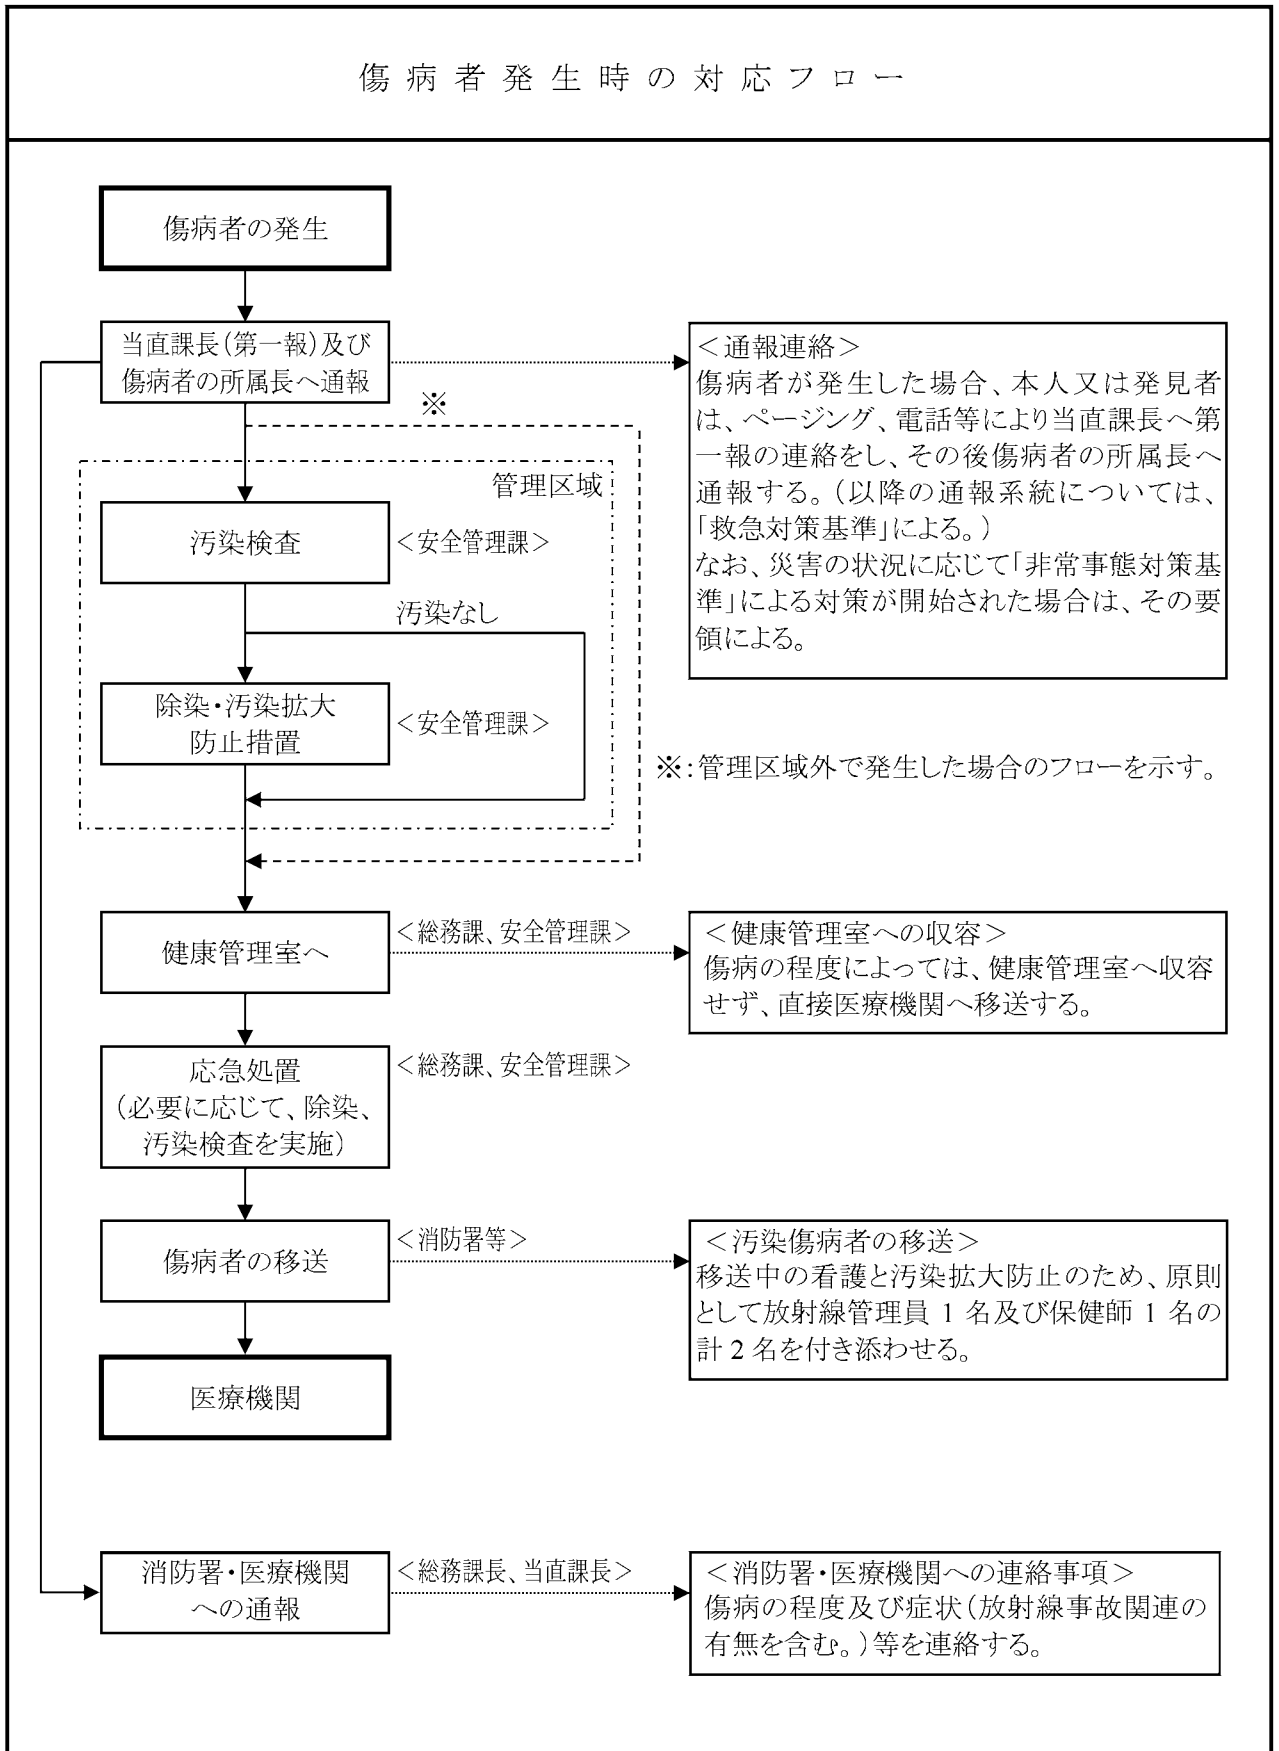 傷病者発生時の対応フロー
傷病者の発生
当直課長(第一報)及び
傷病者の所属長へ通報
<通報連絡>
傷病者が発生した場合、本人又は発見者
は、ページング、電話等により当直課長へ第
一報の連絡をし、その後傷病者の所属長へ
通報する。(以降の通報系統については、
「救急対策基準」による。)
なお、災害の状況に応じて「非常事態対策基
準」による対策が開始された場合は、その要
領による。
※
管理区域
汚染検査
<安全管理課>
汚染なし
除染・汚染拡大
防止措置
<安全管理課>
※:管理区域外で発生した場合のフローを示す。
健康管理室へ
<総務課、安全管理課>
<健康管理室への収容>
傷病の程度によっては、健康管理室へ収容
せず、直接医療機関へ移送する。
応急処置
(必要に応じて、除染、
汚染検査を実施)
<総務課、安全管理課>
傷病者の移送
<消防署等>
<汚染傷病者の移送>
移送中の看護と汚染拡大防止のため、原則
として放射線管理員 1 名及び保健師 1 名の
計 2 名を付き添わせる。
医療機関
消防署・医療機関
への通報
<総務課長、当直課長>
<消防署・医療機関への連絡事項>
傷病の程度及び症状(放射線事故関連の
有無を含む。)等を連絡する。